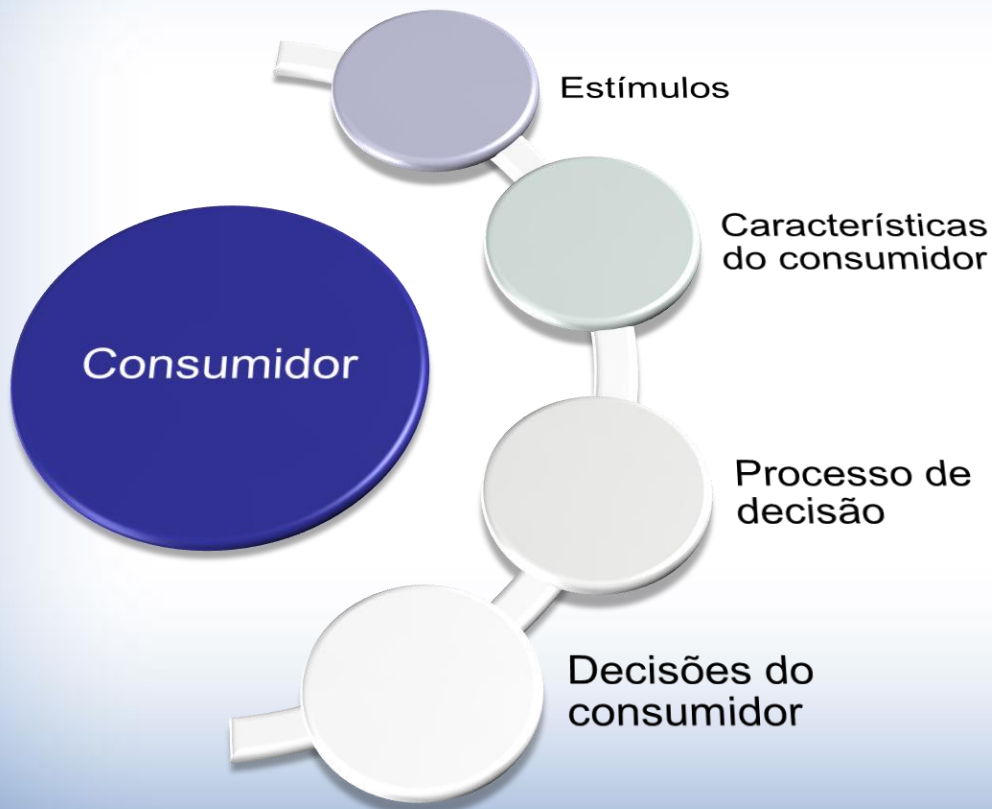 Estímulos
Características
do consumidor
Consumidor
Processo de
decisão
Decisões do
consumidor